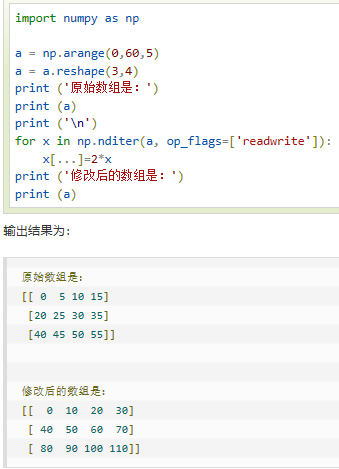 import numpy as np
a = np.arange(0,60,5)
a = a.reshape(3,4)
print ('原始数组是：')
print (a)
print ('\n')
for x in np.nditer(a, op_flags=['readwrite']):
    x[...]=2*x
print ('修改后的数组是：')
print (a)
输出结果为:
原始数组是：
[[ 0  5 10 15]
 [20 25 30 35]
 [40 45 50 55]]
修改后的数组是：
[[  0  10  20  30]
 [ 40  50  60  70]
 [ 80  90 100 110]]